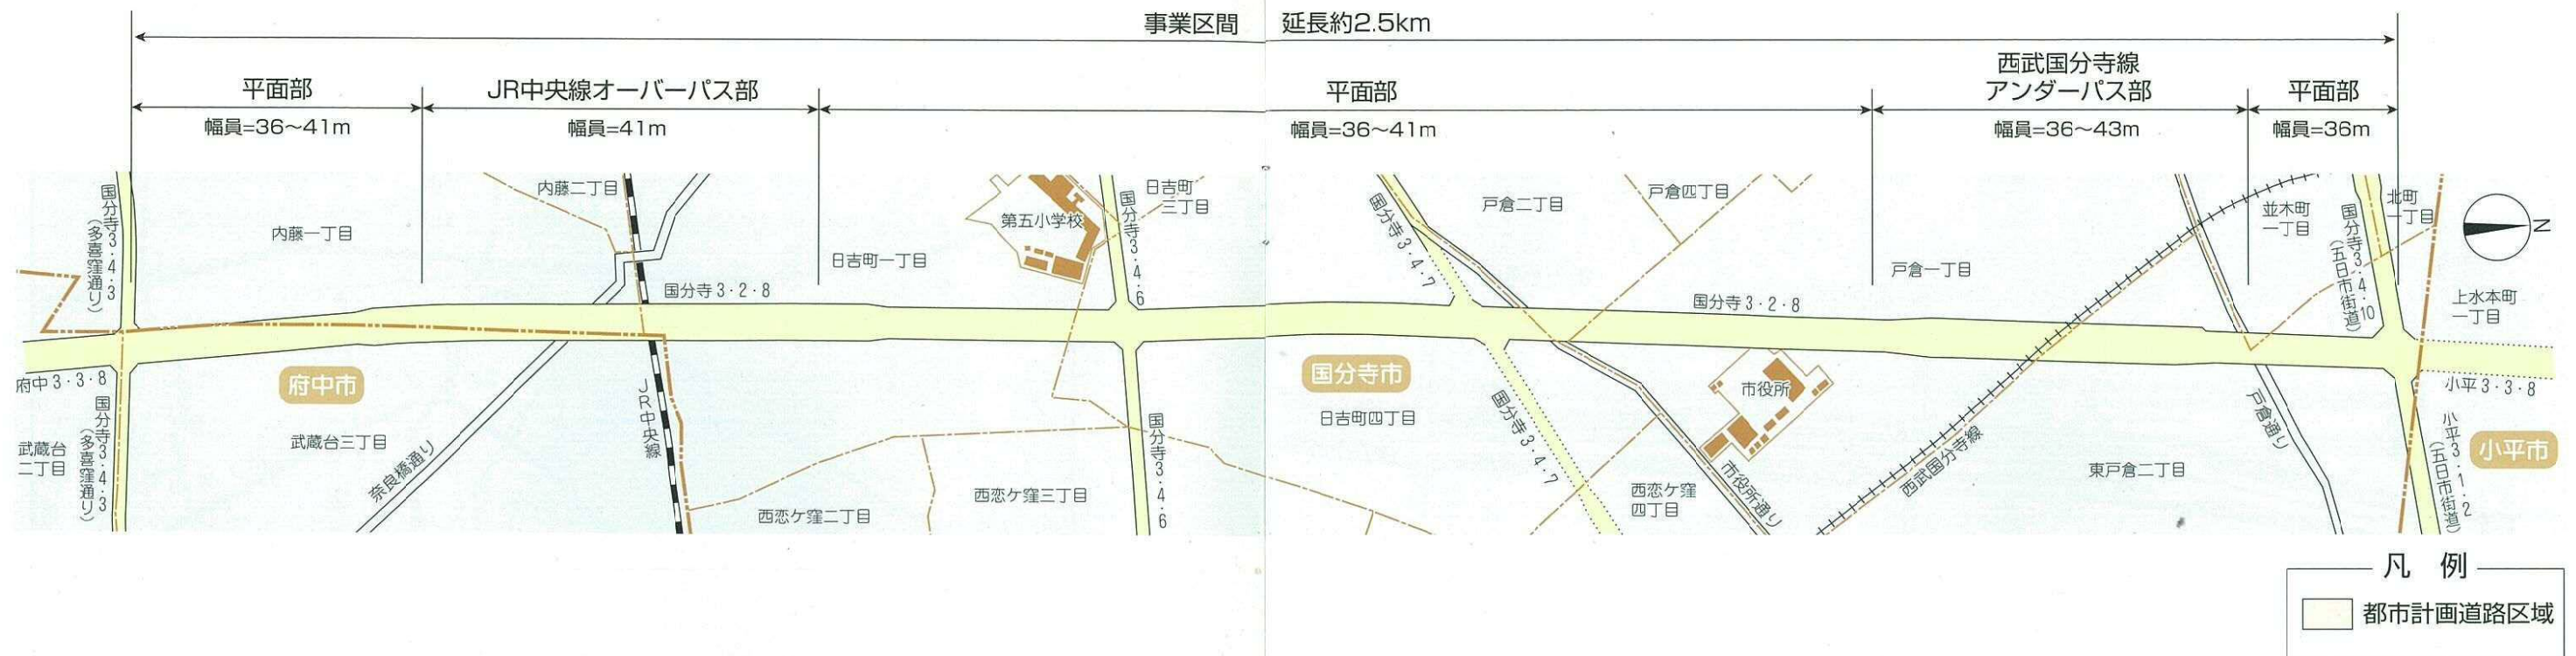 事業区間 延長約2.5km
平面部
幅員=36〜41m
JR中央線オーバーパス部
幅員=41m
平面部
幅員=36〜41m
西武国分寺線
アンダーパス部
幅員=36〜43m
平面部
幅員=36m
国分寺3・4・3
(多喜窪通り)
内藤一丁目
内藤二丁目
国分寺3・2・8
日吉町一丁目
第五小学校
国分寺3・4・6
日吉町
三丁目
国分寺3・4・7
戸倉二丁目
戸倉四丁目
国分寺3・2・8
戸倉一丁目
並木町
一丁目
国分寺3・4・10
(五日市街道)
北町
一丁目
N
上水本町
一丁目
府中3・3・8
府中市
国分寺市
小平3・3・8
武蔵台
二丁目
国分寺3・4・3
(多喜窪通り)
武蔵台三丁目
奈良橋通り
JR中央線
西恋ケ窪二丁目
西恋ケ窪三丁目
国分寺3・4・6
日吉町四丁目
国分寺3・4・7
西恋ケ窪
四丁目
市役所
市役所通り
西武国分寺線
東戸倉二丁目
戸倉通り
小平3・1・2
(五日市街道)
小平市
凡 例
都市計画道路区域